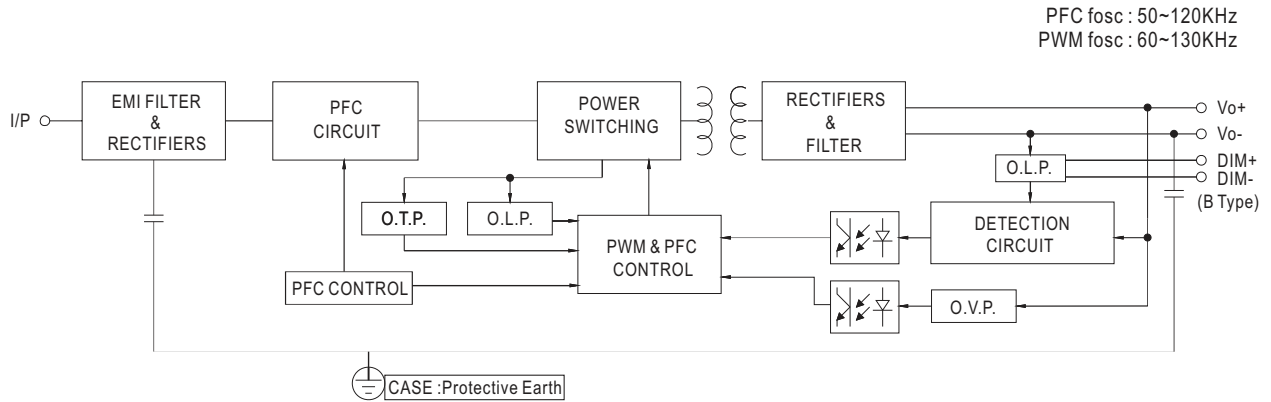 PFC fosc : 50~120KHz
PWM fosc : 60~130KHz
I/P
EMI FILTER
&
RECTIFIERS
PFC
CIRCUIT
POWER
SWITCHING
RECTIFIERS
&
FILTER
Vo+
Vo-
DIM+
DIM-
(B Type)
O.L.P.
O.T.P.
O.L.P.
PWM & PFC
CONTROL
DETECTION
CIRCUIT
PFC CONTROL
O.V.P.
CASE :Protective Earth